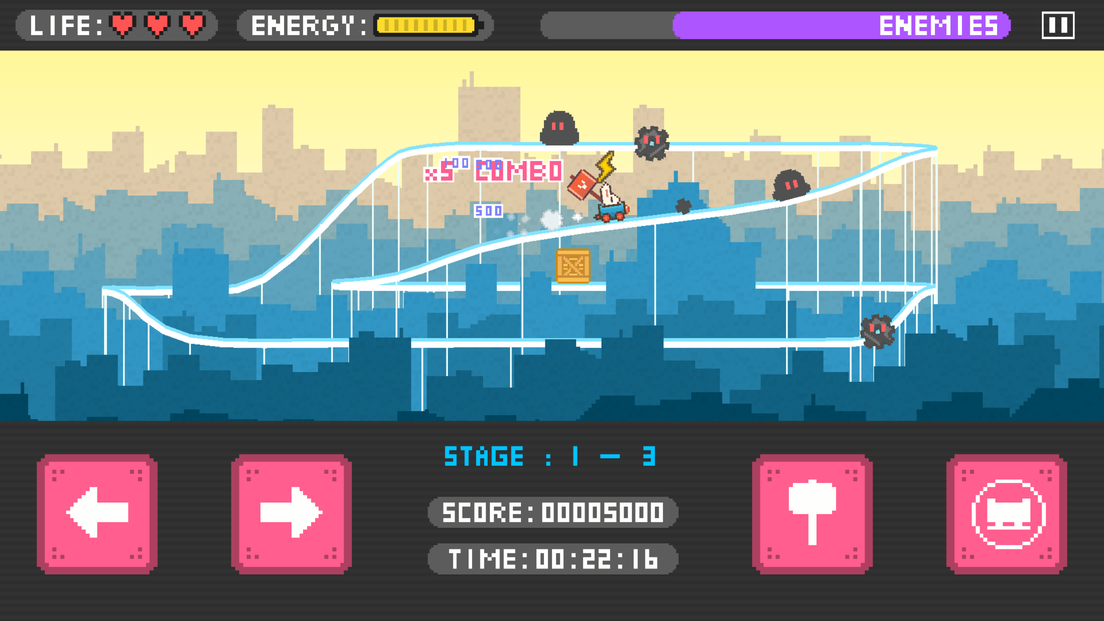 LIFE:
ENERGY:
ENEMIES
x5 COMBO
500
STAGE : 1 – 3
SCORE:00005000
TIME:00:22:16